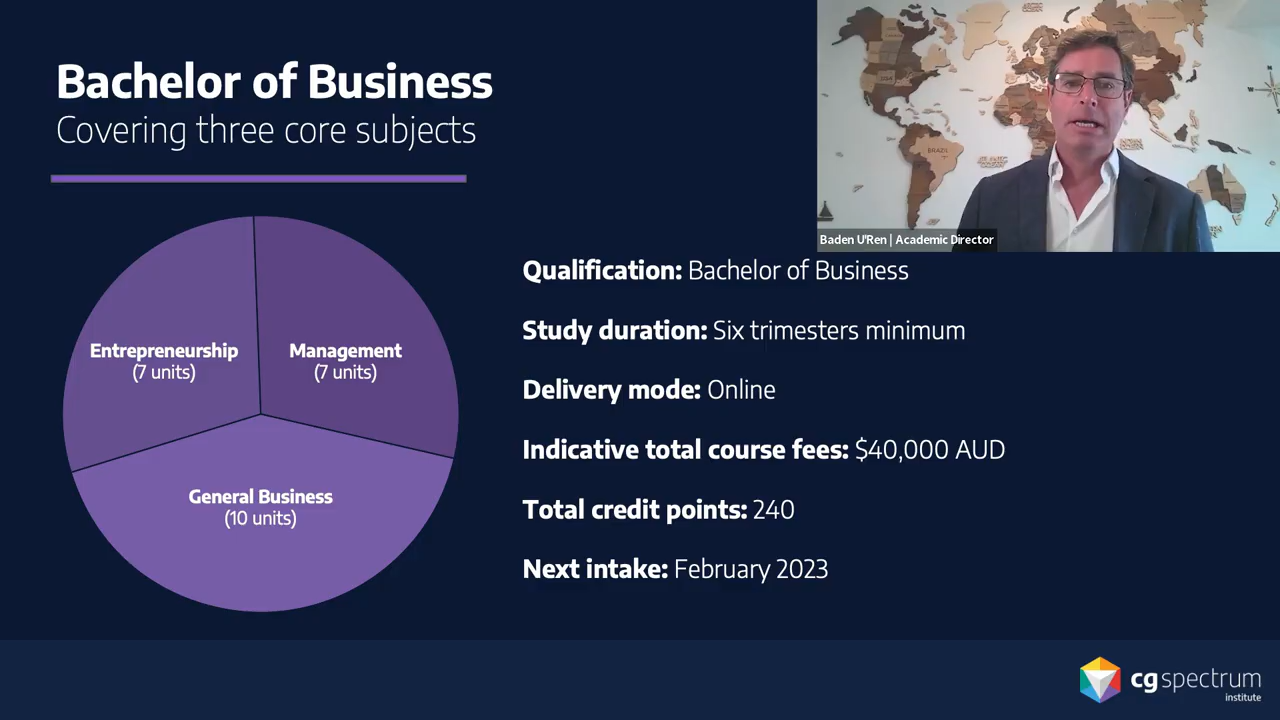 Bachelor of Business
Covering three core subjects
BRAZIL
Baden U'Ren | Academic Director
Entrepreneurship
(7 units)
Management
(7 units)
General Business
(10 units)
Qualification: Bachelor of Business
Study duration: Six trimesters minimum
Delivery mode: Online
Indicative total course fees: $40,000 AUD
Total credit points: 240
Next intake: February 2023
cg spectrum
institute